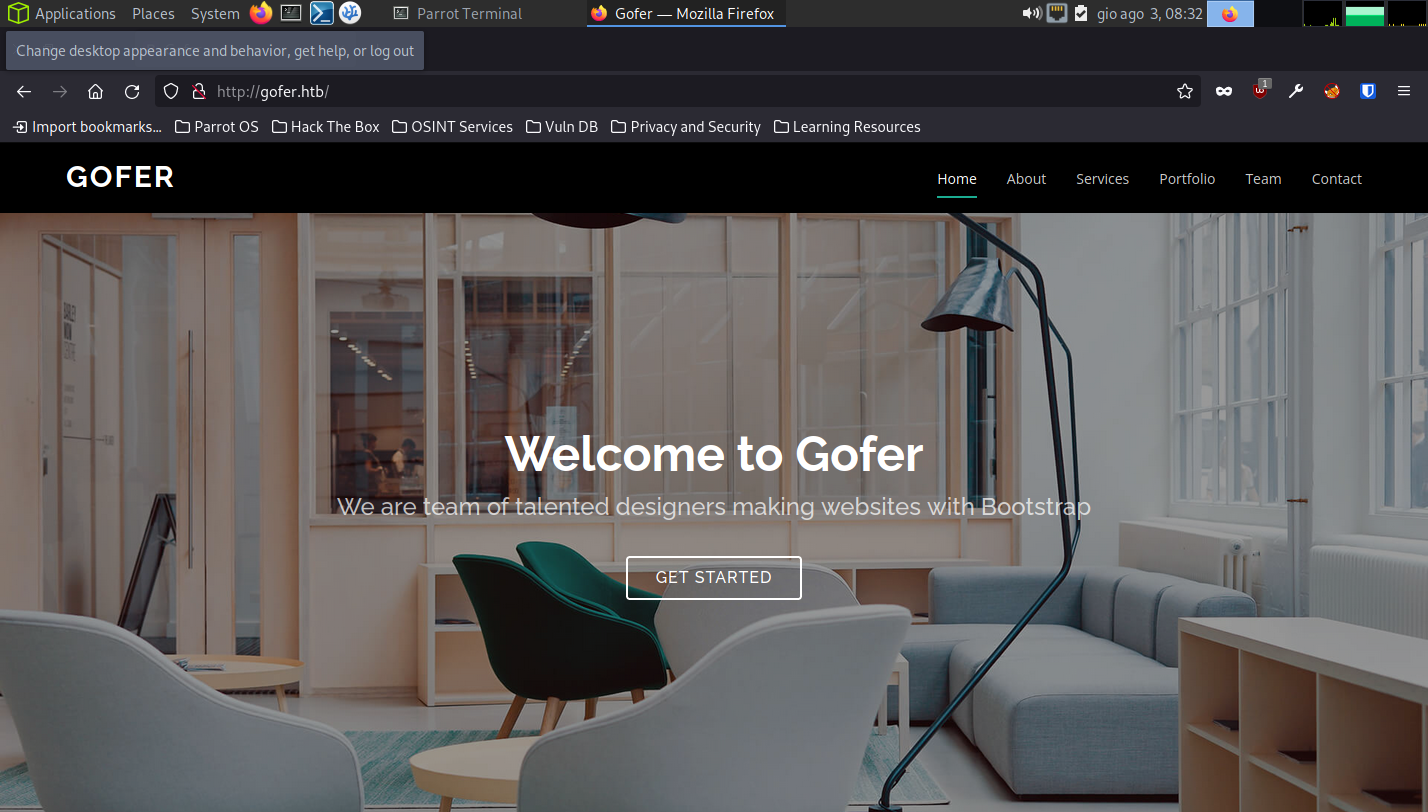 Applications Places System Parrot Terminal Gofer — Mozilla Firefox gio ago 3, 08:32
Change desktop appearance and behavior, get help, or log out
http://gofer.htb/ 1
Import bookmarks... Parrot OS Hack The Box OSINT Services Vuln DB Privacy and Security Learning Resources
GOFER Home About Services Portfolio Team Contact
Welcome to Gofer
We are team of talented designers making websites with Bootstrap
GET STARTED